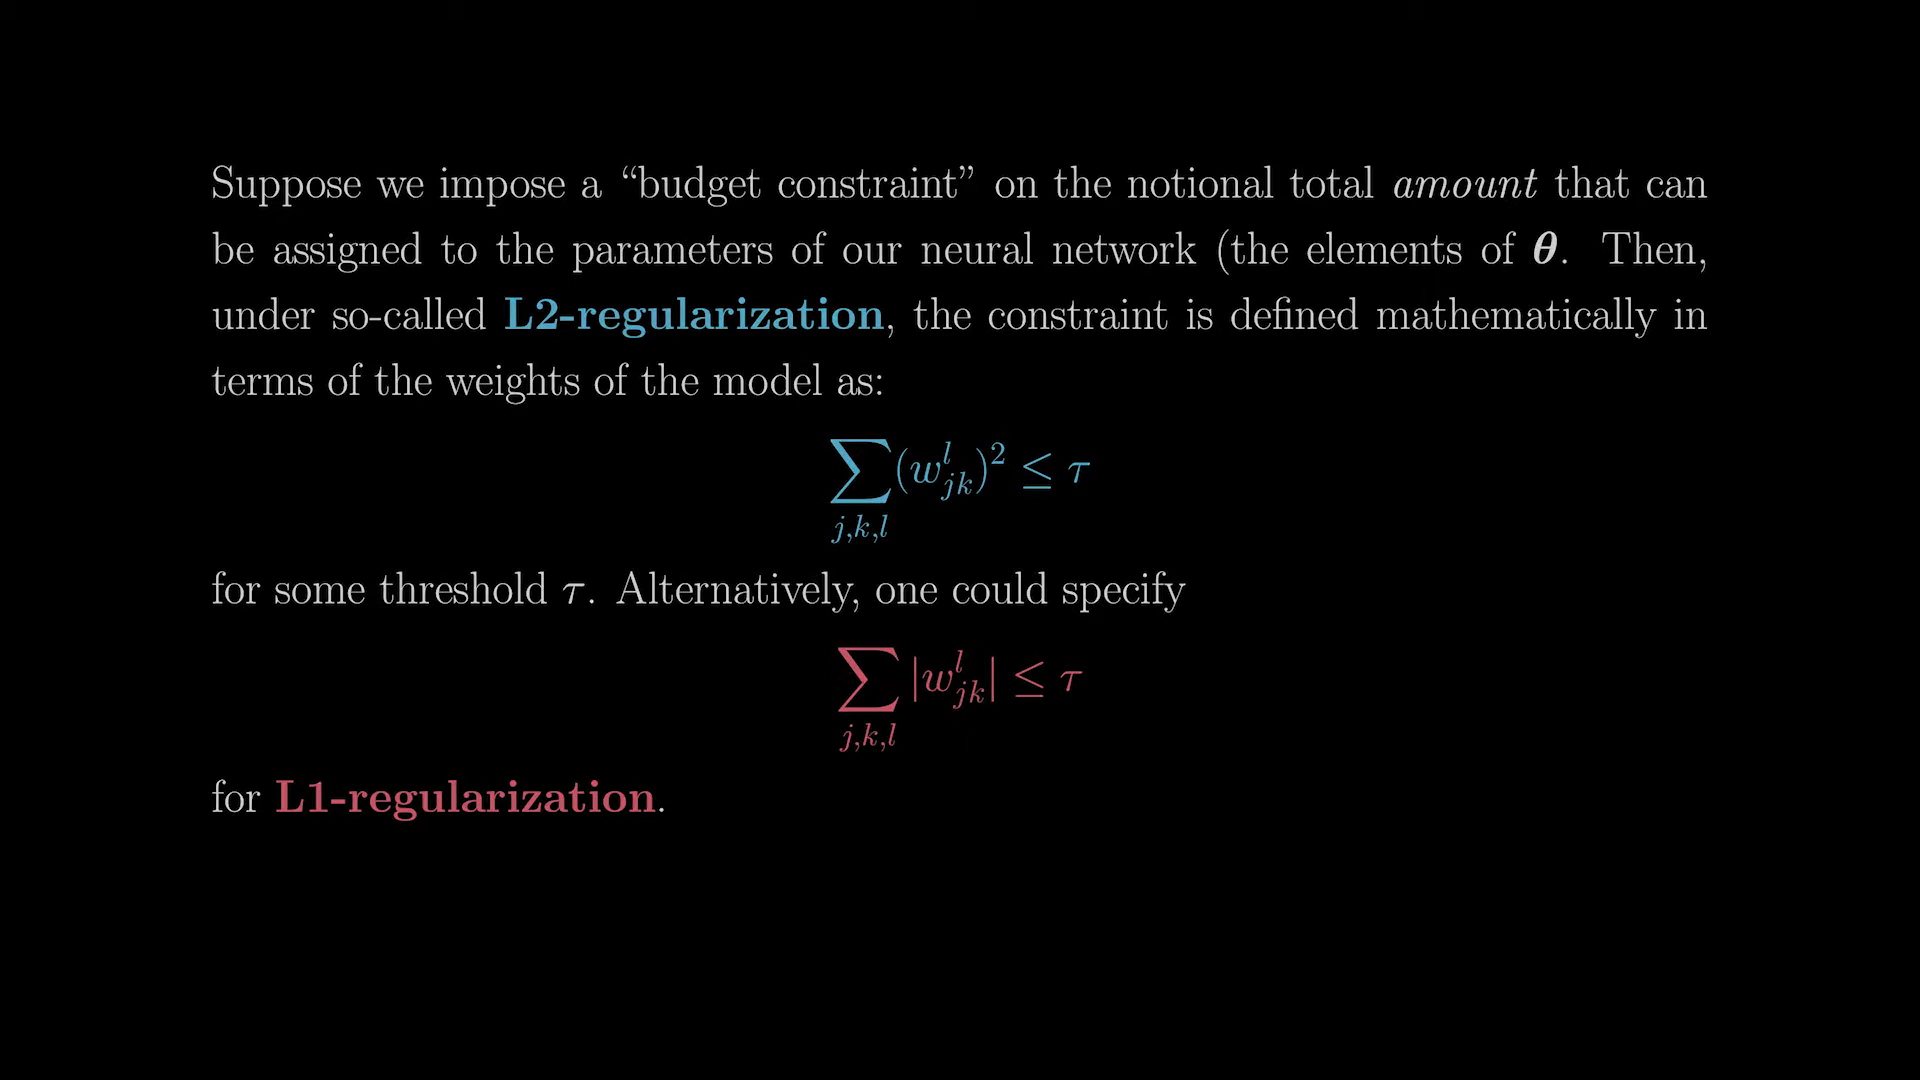 Suppose we impose a “budget constraint” on the notional total amount that can
be assigned to the parameters of our neural network (the elements of θ. Then,
under so-called L2-regularization, the constraint is defined mathematically in
terms of the weights of the model as:
∑_{j,k,l} (w^l_{jk})^2 ≤ τ
for some threshold τ. Alternatively, one could specify
∑_{j,k,l} |w^l_{jk}| ≤ τ
for L1-regularization.